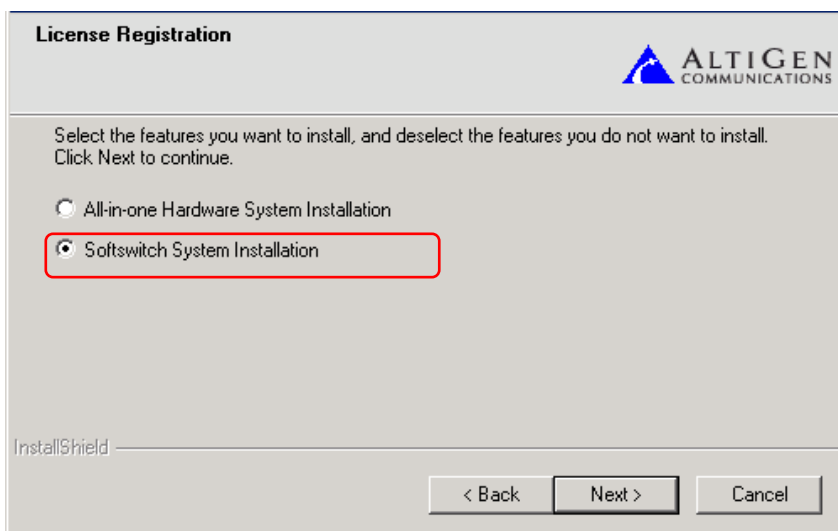 License Registration
ALTIGEN
COMMUNICATIONS
Select the features you want to install, and deselect the features you do not want to install.
Click Next to continue.
All-in-one Hardware System Installation
Softswitch System Installation
InstallShield
< Back
Next >
Cancel